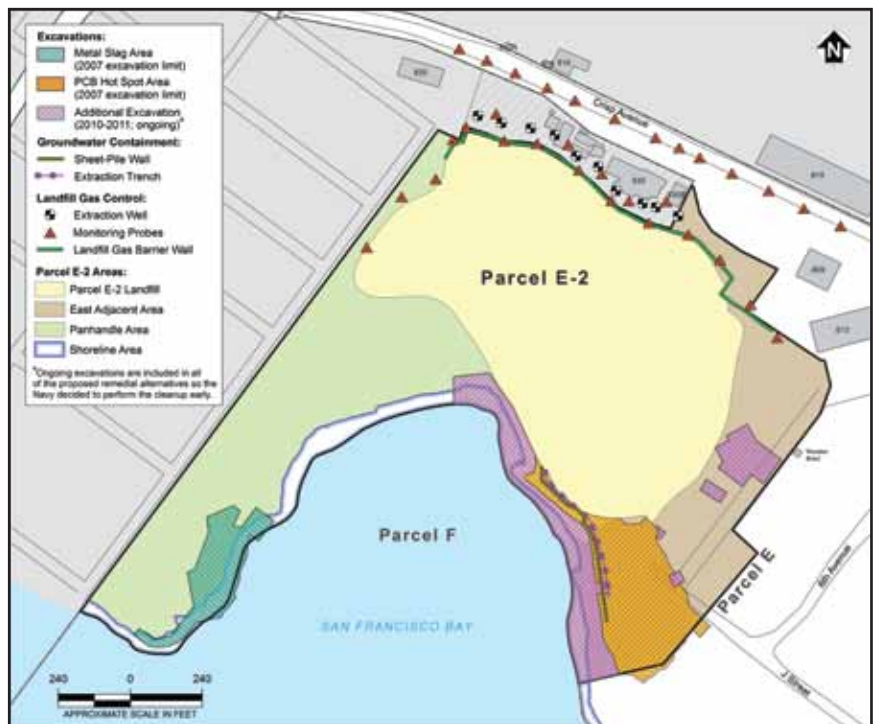 Excavations:
Metal Slag Area
(2007 excavation limit)
PCB Hot Spot Area
(2007 excavation limit)
Additional Excavation
(2010-2011; ongoing)*
Groundwater Containment:
Sheet-Pile Wall
Extraction Trench
Landfill Gas Control:
Extraction Well
Monitoring Probes
Landfill Gas Barrier Wall
Parcel E-2 Areas:
Parcel E-2 Landfill
East Adjacent Area
Panhandle Area
Shoreline Area
*Ongoing excavations are included in all
of the proposed remedial alternatives so the
Navy decided to perform the cleanup early.
N
Crisp Avenue
Parcel E-2
Parcel F
SAN FRANCISCO BAY
Parcel E
6th Avenue
J Street
240 0 240
APPROXIMATE SCALE IN FEET